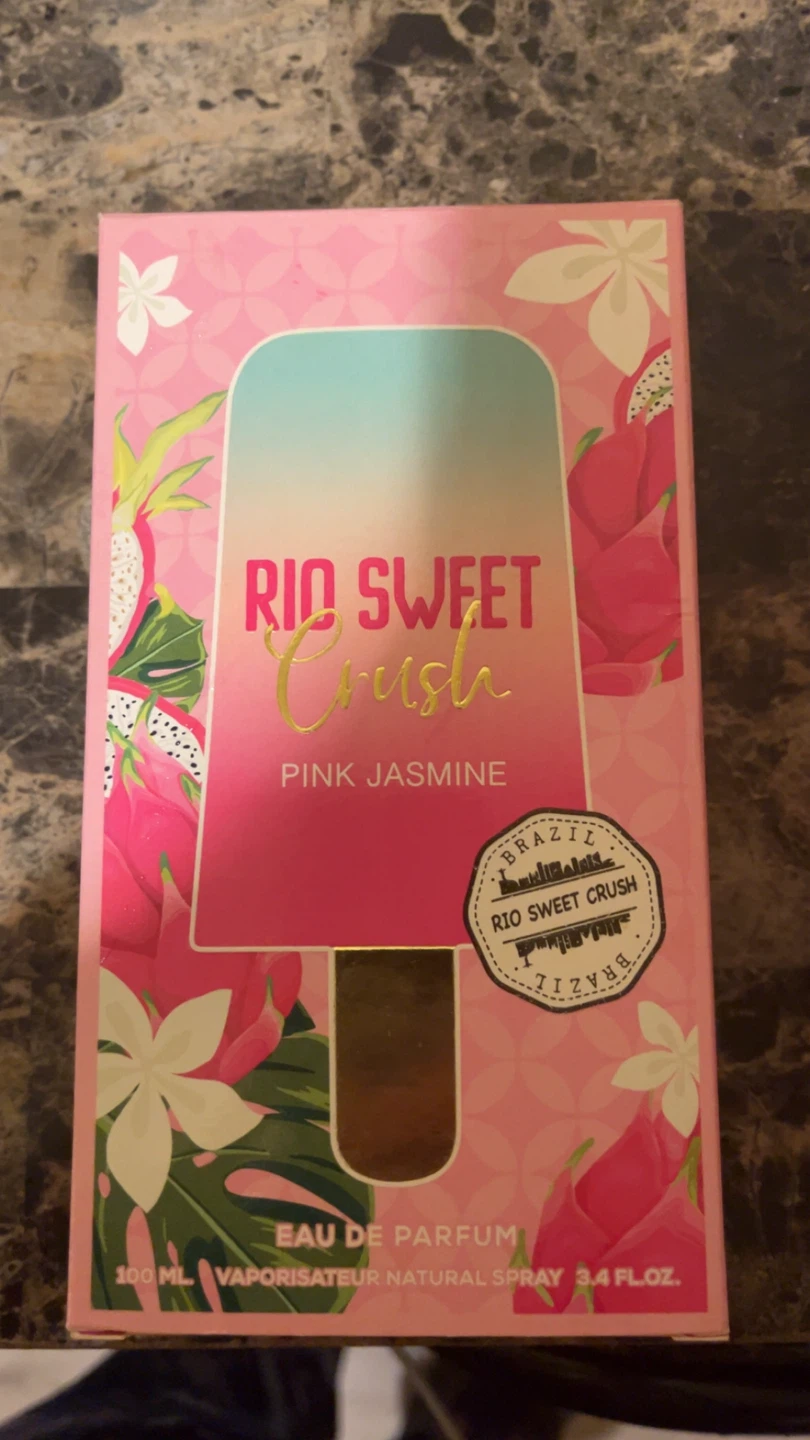 RIO SWEET
Crush
PINK JASMINE
BRAZIL
RIO SWEET CRUSH
BRAZIL
EAU DE PARFUM
100 ML. VAPORISATEUR NATURAL SPRAY 3.4 FL.OZ.